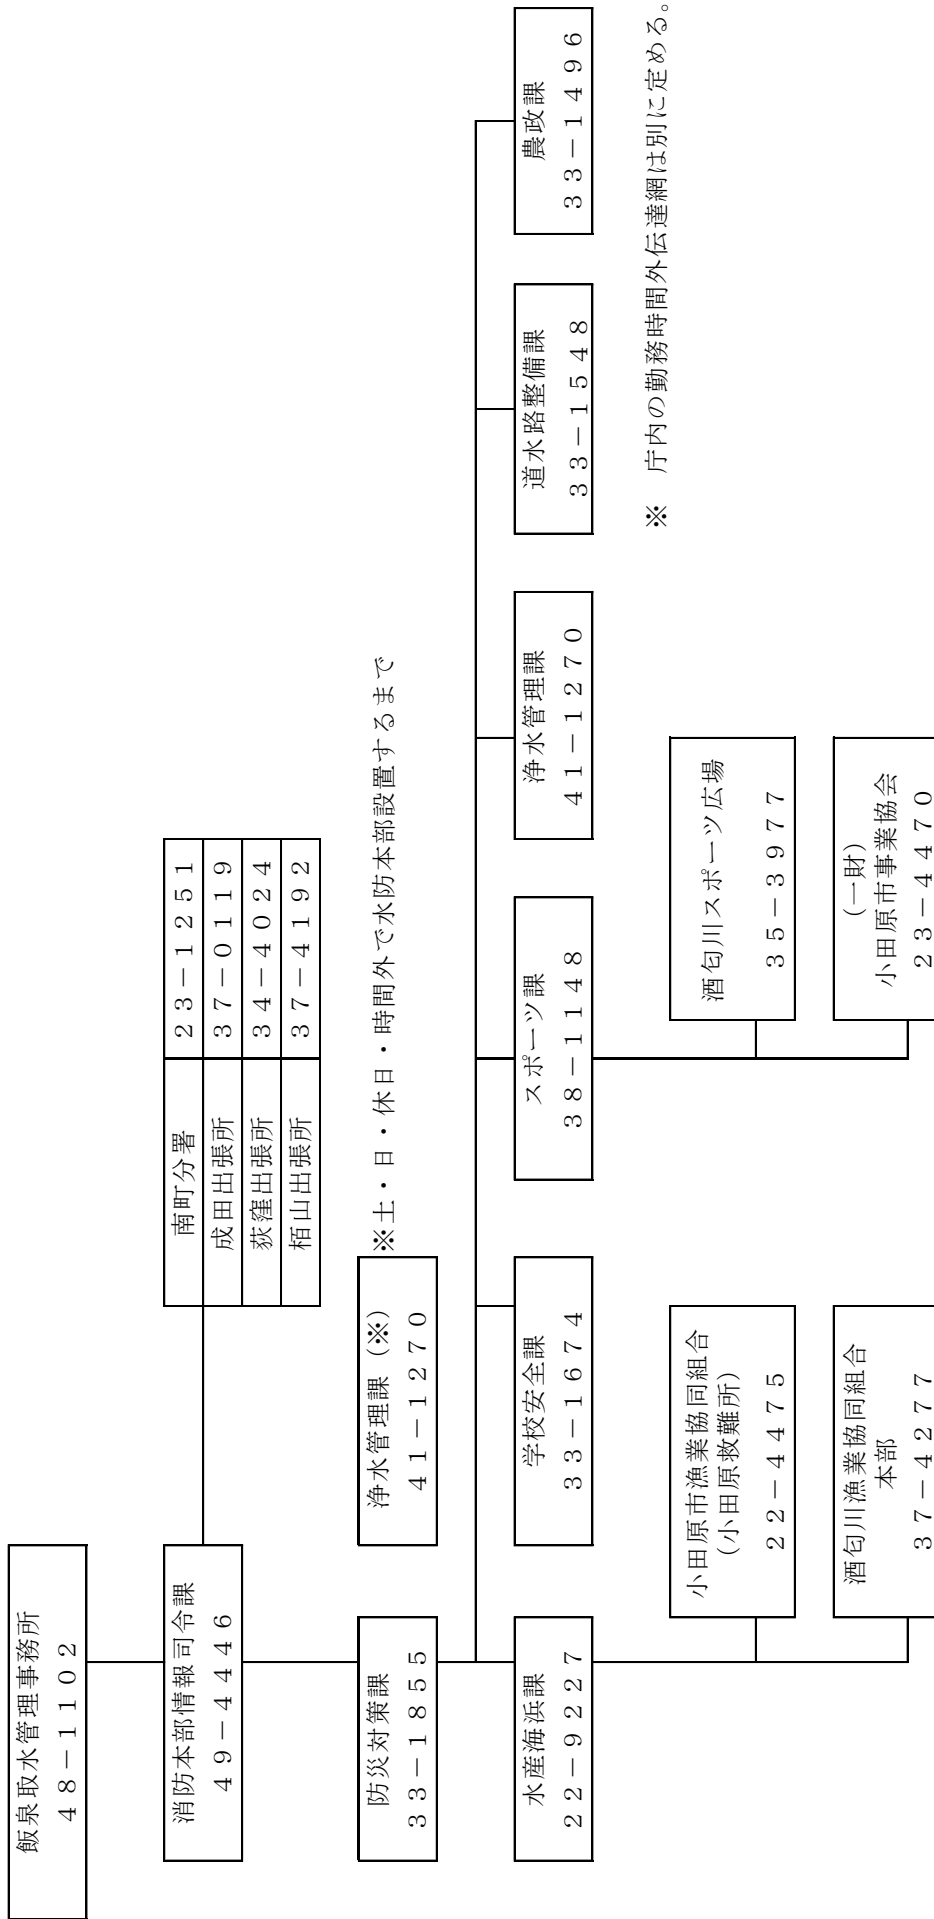 飯泉取水管理事務所
４８－１１０２
消防本部情報司令課
４９－４４４６
南町分署 ２３－１２５１
成田出張所 ３７－０１１９
荻窪出張所 ３４－４０２４
栢山出張所 ３７－４１９２
防災対策課
３３－１８５５
浄水管理課（※）
４１－１２７０
※土・日・休日・時間外で水防本部設置するまで
水産海浜課
２２－９２２７
学校安全課
３３－１６７４
スポーツ課
３８－１１４８
浄水管理課
４１－１２７０
道水路整備課
３３－１５４８
農政課
３３－１４９６
小田原市漁業協同組合
（小田原救難所）
２２－４４７５
酒匂川スポーツ広場
３５－３９７７
※　庁内の勤務時間外伝達網は別に定める。
酒匂川漁業協同組合
本部
３７－４２７７
（一財）
小田原市事業協会
２３－４４７０